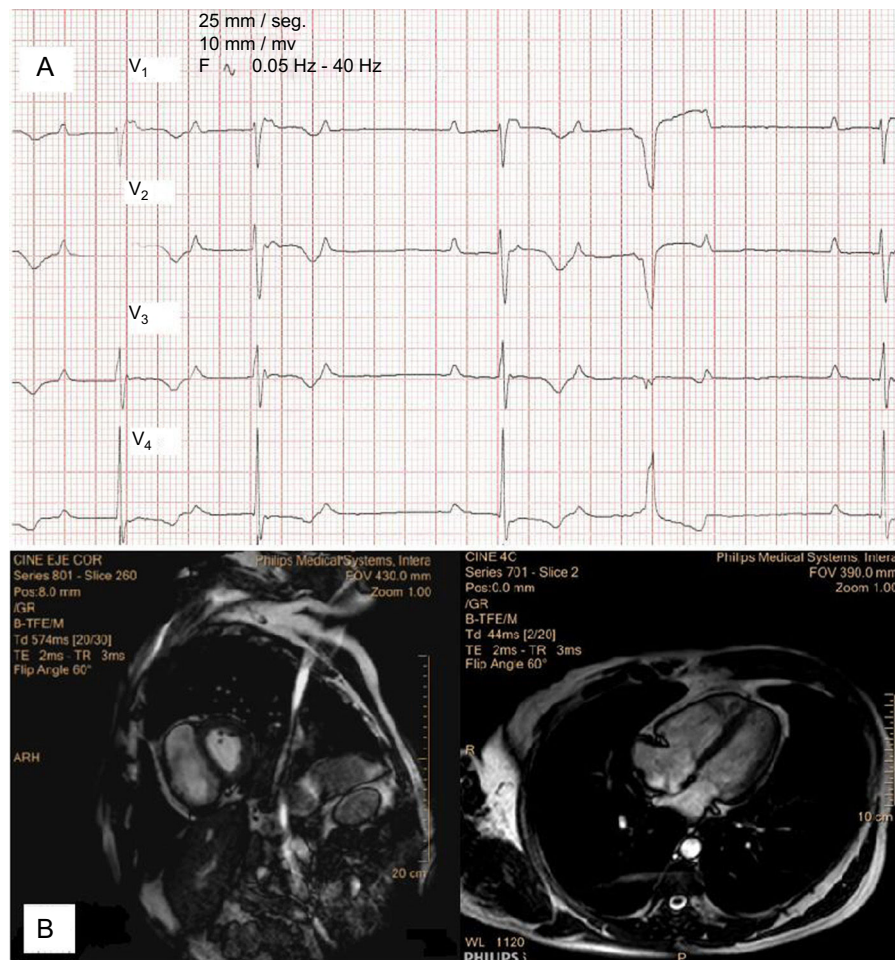 A
25 mm / seg.
10 mm / mv
F 0.05 Hz - 40 Hz
V1
V2
V3
V4
CINE EJE COR
Series 801 - Slice 260
Pos:8.0 mm
/GR
B-TFE/M
Td 574ms [20/30]
TE 2ms - TR 3ms
Flip Angle 60°
Philips Medical Systems, Intera
FOV 430.0 mm
Zoom 1.00
ARH
20 cm
B
CINE 4C
Series 701 - Slice 2
Pos:0.0 mm
/GR
B-TFE/M
Td 44ms [2/20]
TE 2ms - TR 3ms
Flip Angle 60°
Philips Medical Systems, Intera
FOV 390.0 mm
Zoom 1.00
R
10 cm
WL 1120
PHILIPS
P